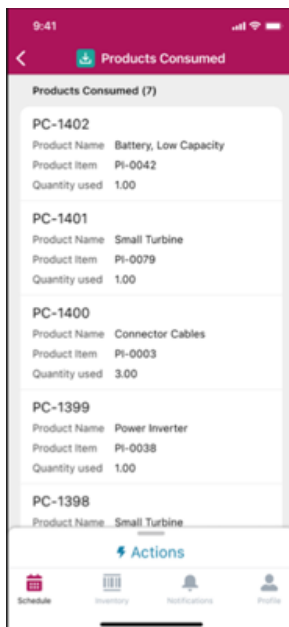 9:41
Products Consumed
Products Consumed (7)
PC-1402
Product Name Battery, Low Capacity
Product Item PI-0042
Quantity used 1.00
PC-1401
Product Name Small Turbine
Product Item PI-0079
Quantity used 1.00
PC-1400
Product Name Connector Cables
Product Item PI-0003
Quantity used 3.00
PC-1399
Product Name Power Inverter
Product Item PI-0038
Quantity used 1.00
PC-1398
Product Name Small Turbine
Actions
Schedule Inventory Notifications Profile